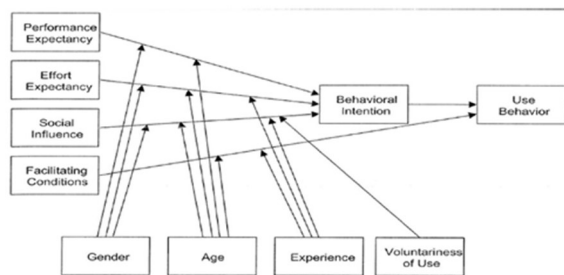 Performance
Expectancy
Effort
Expectancy
Social
Influence
Facilitating
Conditions
Behavioral
Intention
Use
Behavior
Gender
Age
Experience
Voluntariness
of Use